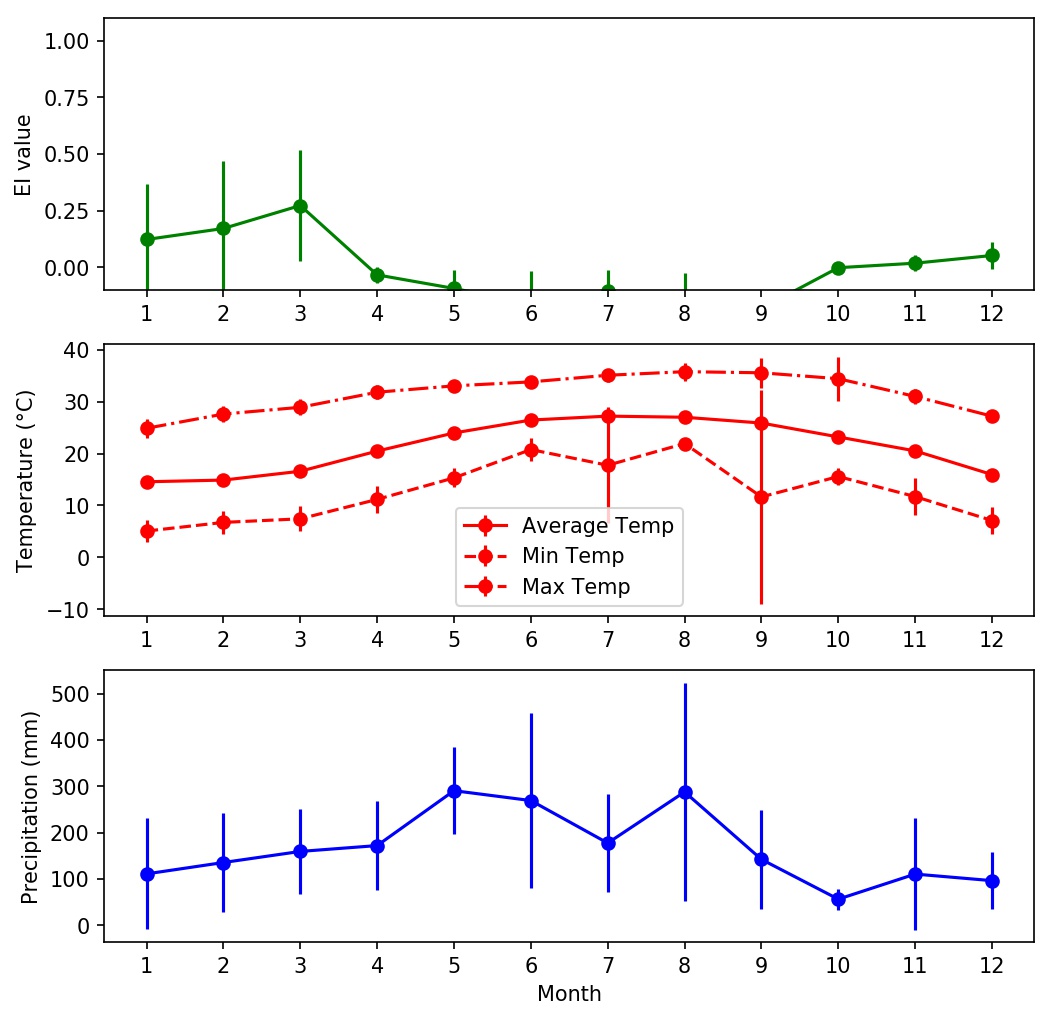 EI value
1.00
0.75
0.50
0.25
0.00
1 2 3 4 5 6 7 8 9 10 11 12
Temperature (°C)
40
30
20
10
0
−10
Average Temp
Min Temp
Max Temp
1 2 3 4 5 6 7 8 9 10 11 12
Precipitation (mm)
500
400
300
200
100
0
1 2 3 4 5 6 7 8 9 10 11 12
Month